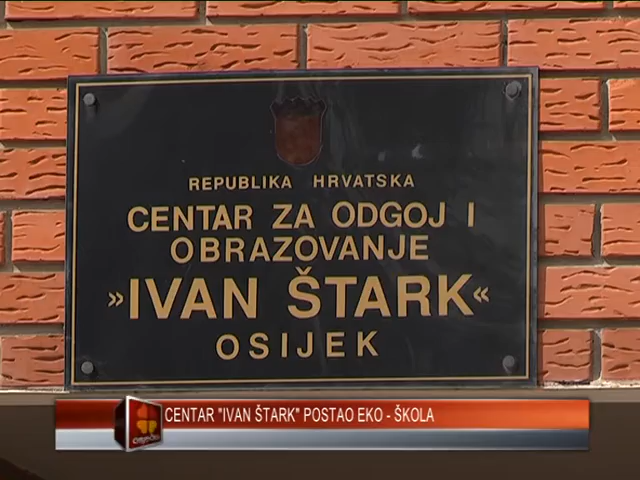 REPUBLIKA HRVATSKA
CENTAR ZA ODGOJ I
OBRAZOVANJE
»IVAN ŠTARK«
OSIJEK
CENTAR "IVAN ŠTARK" POSTAO EKO - ŠKOLA